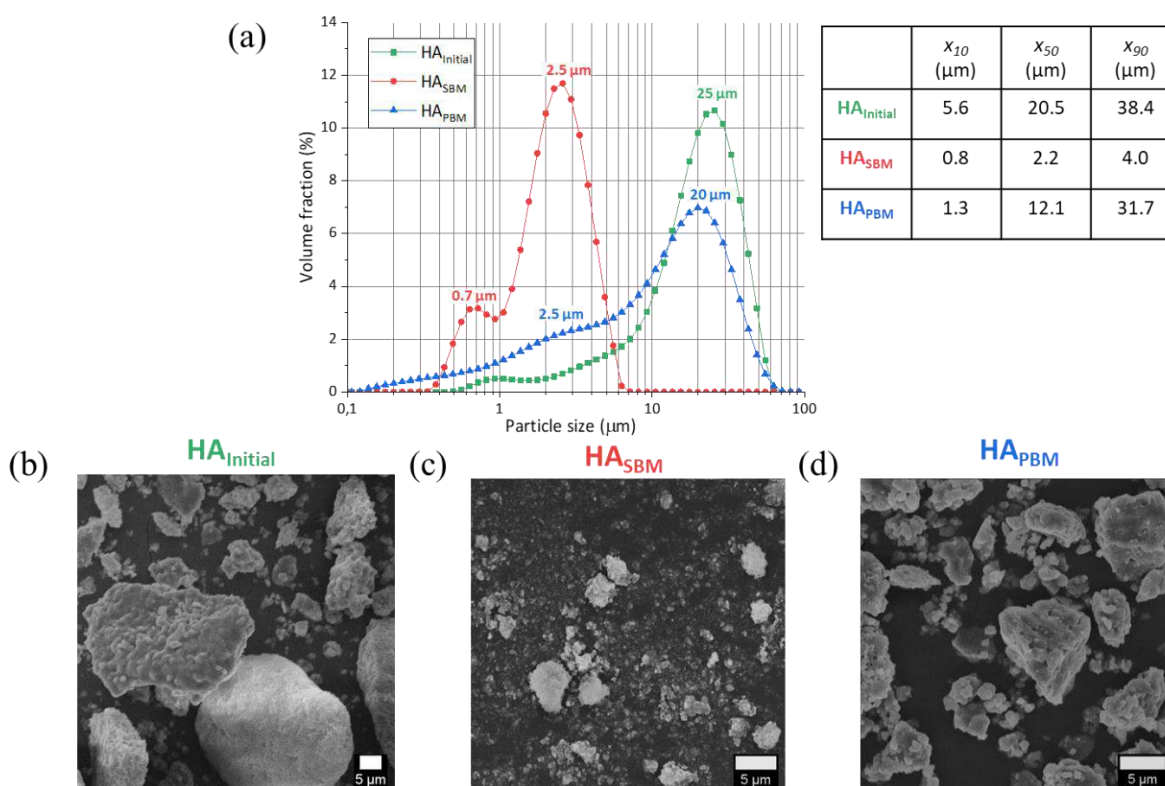 (a)
14
12
10
8
6
4
2
0
Volume fraction (%)
0,1
1
10
100
Particle size (μm)
HA_Initial
HA_SBM
HA_PBM
2.5 μm
25 μm
20 μm
0.7 μm
2.5 μm
x10 (μm) x50 (μm) x90 (μm)
HA_Initial 5.6 20.5 38.4
HA_SBM 0.8 2.2 4.0
HA_PBM 1.3 12.1 31.7
(b) HA_Initial
5 μm
(c) HA_SBM
5 μm
(d) HA_PBM
5 μm